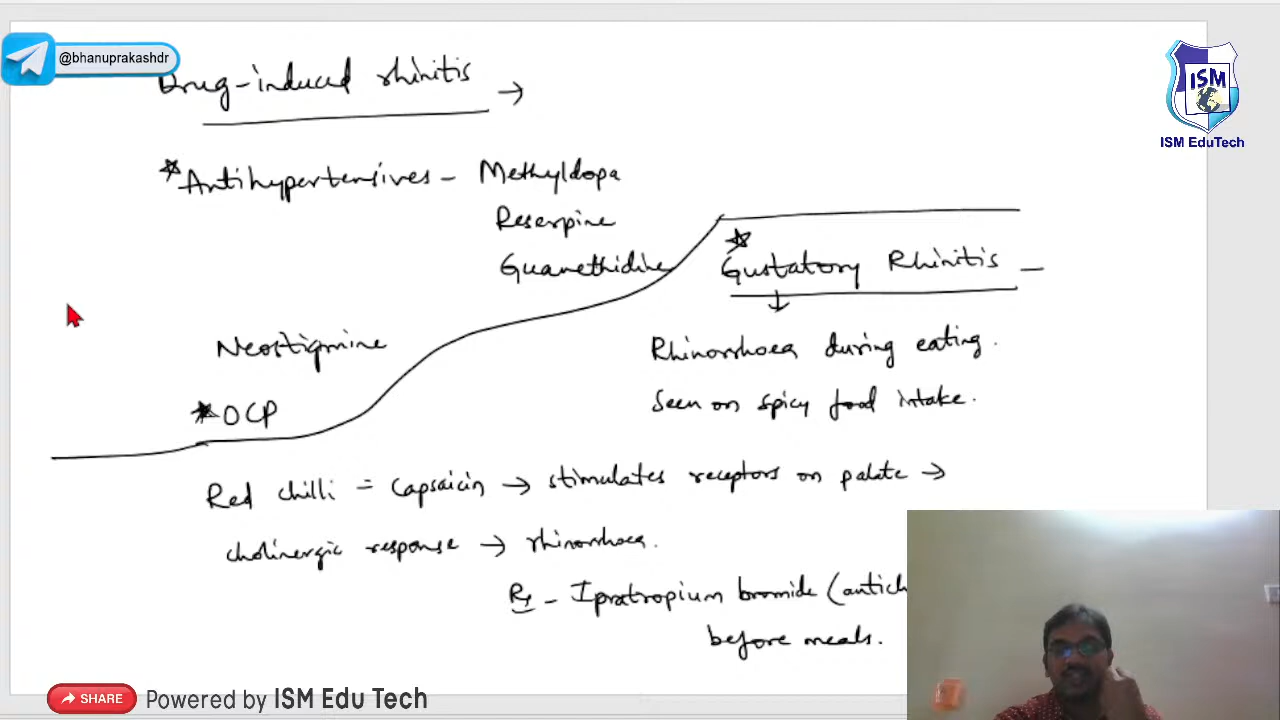 @bhanuprakashdr
Drug-induced rhinitis →
ISM
ISM EduTech
*Antihypertensives - Methyldopa
Reserpine
Guanethidine
Neostigmine
*OCP
*
Gustatory Rhinitis -
↓
Rhinorrhoea during eating.
Seen on spicy food intake.
Red chilli = Capsaicin → stimulates receptors on palate →
cholinergic response → rhinorrhoea.
Rx - Ipratropium bromide (antich
before meals.
SHARE Powered by ISM Edu Tech